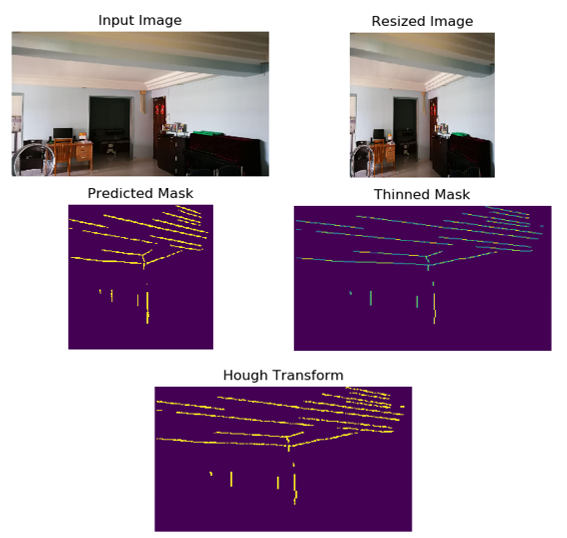 Input Image
Resized Image
Predicted Mask
Thinned Mask
Hough Transform